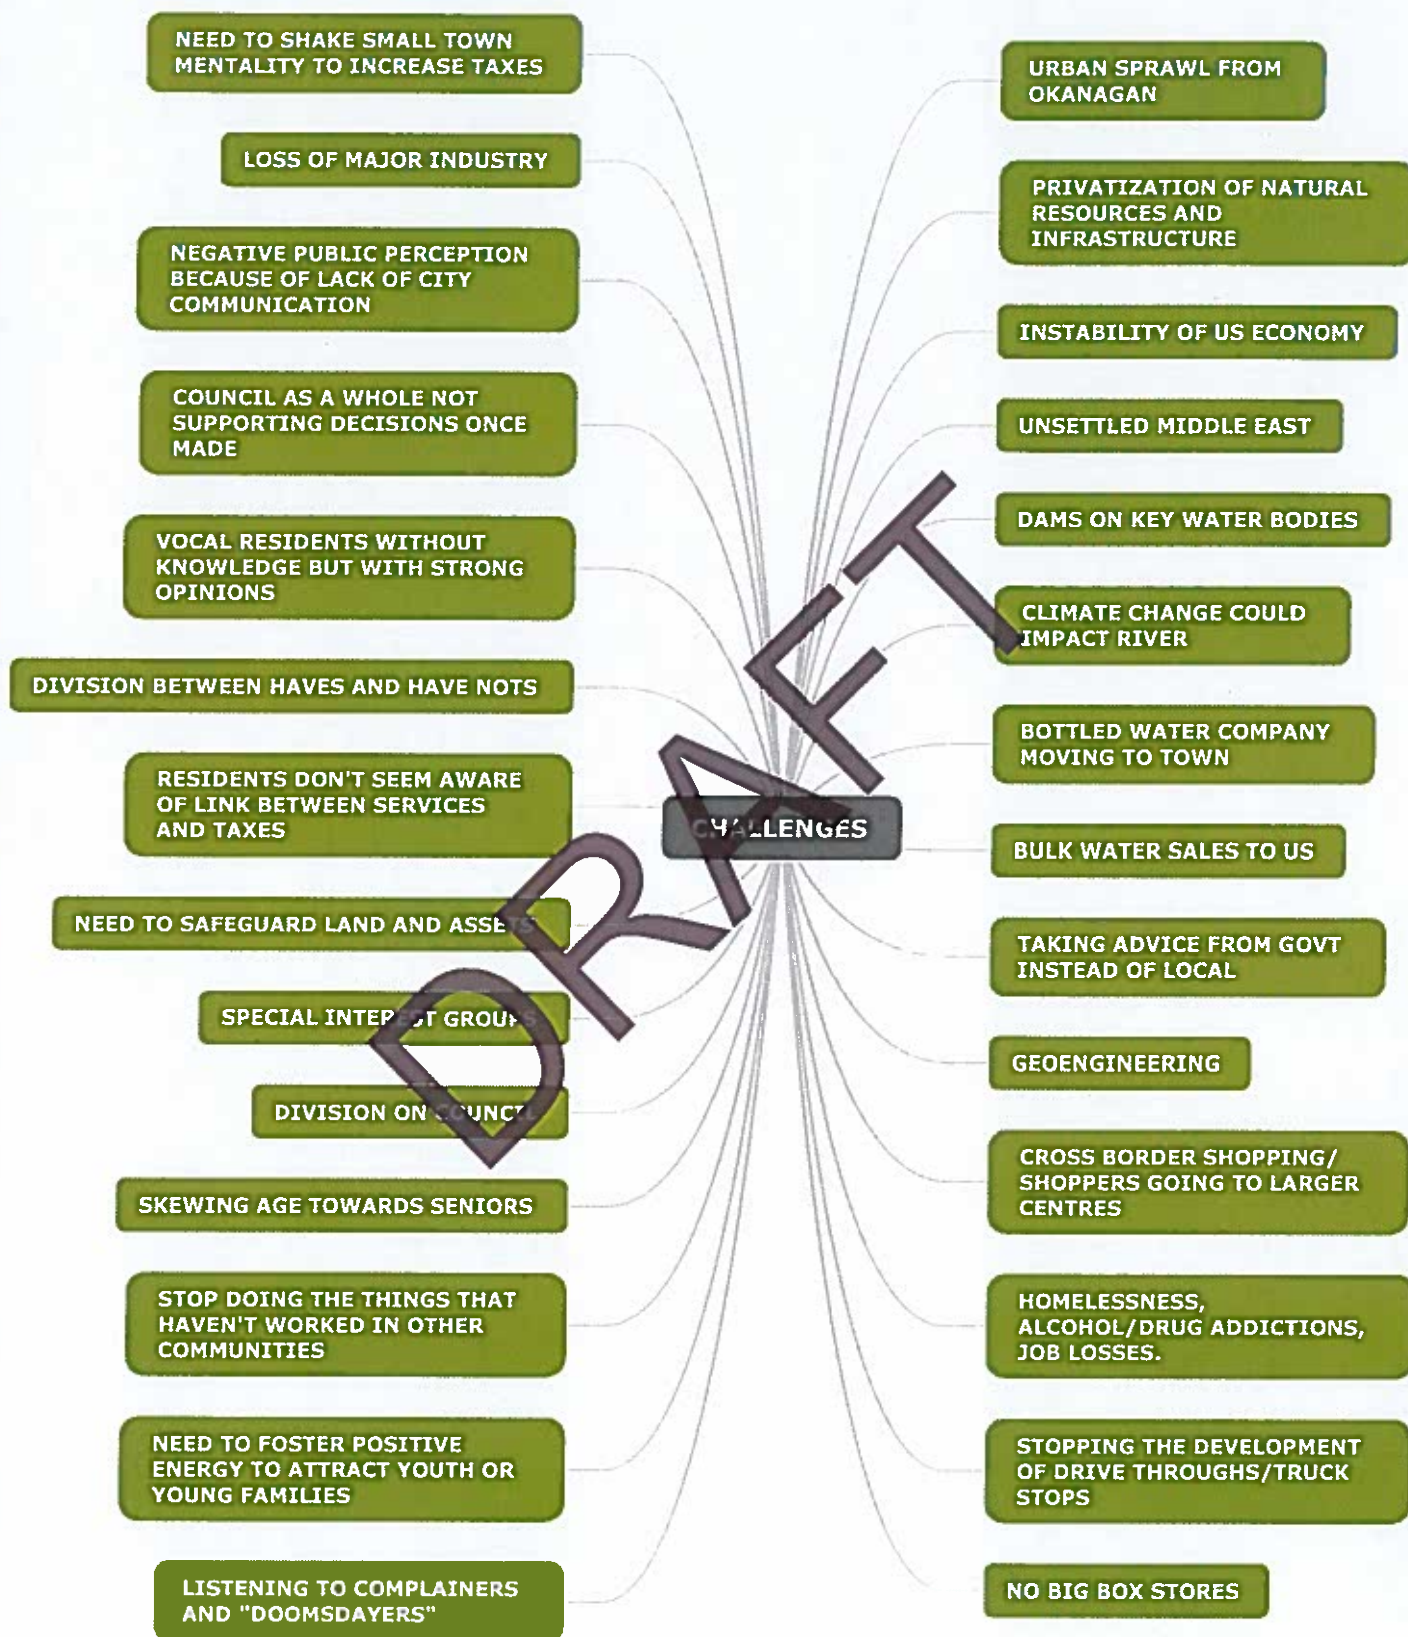 NEED TO SHAKE SMALL TOWN
MENTALITY TO INCREASE TAXES
LOSS OF MAJOR INDUSTRY
NEGATIVE PUBLIC PERCEPTION
BECAUSE OF LACK OF CITY
COMMUNICATION
COUNCIL AS A WHOLE NOT
SUPPORTING DECISIONS ONCE
MADE
VOCAL RESIDENTS WITHOUT
KNOWLEDGE BUT WITH STRONG
OPINIONS
DIVISION BETWEEN HAVES AND HAVE NOTS
RESIDENTS DON'T SEEM AWARE
OF LINK BETWEEN SERVICES
AND TAXES
NEED TO SAFEGUARD LAND AND ASSETS
SPECIAL INTEREST GROUPS
DIVISION ON COUNCIL
SKEWING AGE TOWARDS SENIORS
STOP DOING THE THINGS THAT
HAVEN'T WORKED IN OTHER
COMMUNITIES
NEED TO FOSTER POSITIVE
ENERGY TO ATTRACT YOUTH OR
YOUNG FAMILIES
LISTENING TO COMPLAINERS
AND "DOOMSDAYERS"
CHALLENGES
DRAFT
URBAN SPRAWL FROM
OKANAGAN
PRIVATIZATION OF NATURAL
RESOURCES AND
INFRASTRUCTURE
INSTABILITY OF US ECONOMY
UNSETTLED MIDDLE EAST
DAMS ON KEY WATER BODIES
CLIMATE CHANGE COULD
IMPACT RIVER
BOTTLED WATER COMPANY
MOVING TO TOWN
BULK WATER SALES TO US
TAKING ADVICE FROM GOVT
INSTEAD OF LOCAL
GEOENGINEERING
CROSS BORDER SHOPPING/
SHOPPERS GOING TO LARGER
CENTRES
HOMELESSNESS,
ALCOHOL/DRUG ADDICTIONS,
JOB LOSSES.
STOPPING THE DEVELOPMENT
OF DRIVE THROUGHS/TRUCK
STOPS
NO BIG BOX STORES